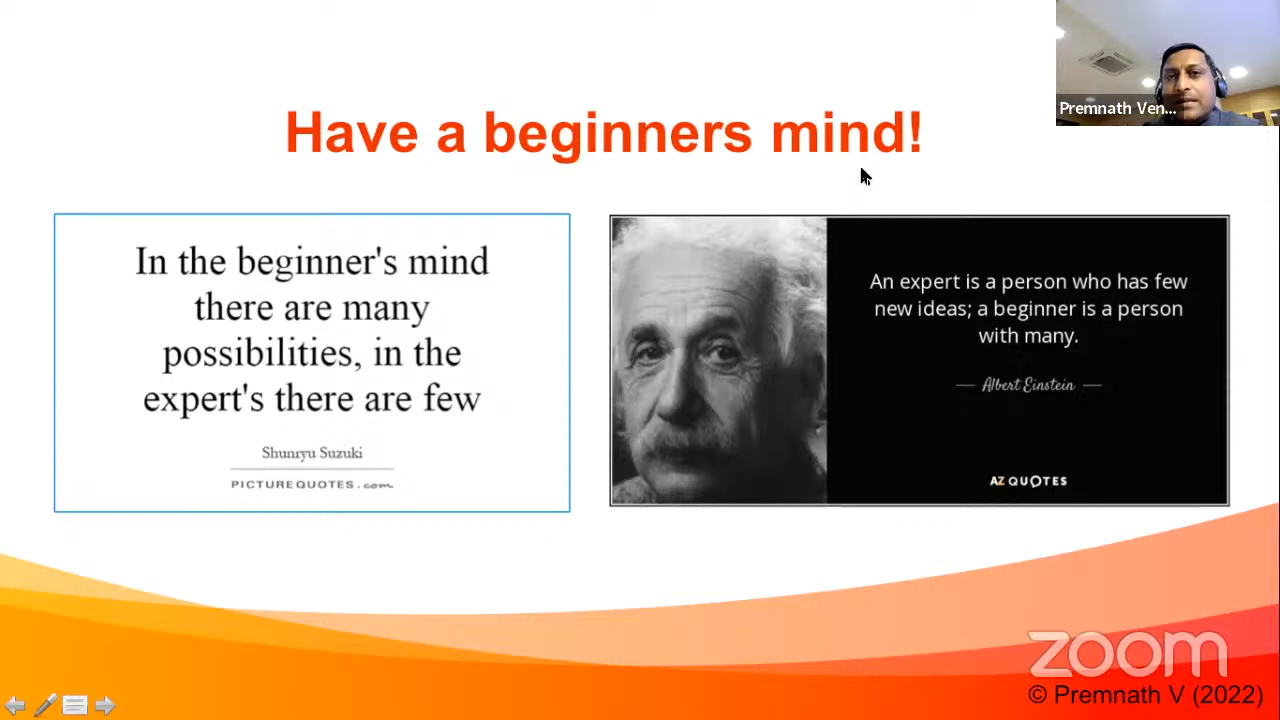 Premnath Ven...
Have a beginners mind!
In the beginner's mind
there are many
possibilities, in the
expert's there are few
Shunryu Suzuki
PICTUREQUOTES.com
An expert is a person who has few
new ideas; a beginner is a person
with many.
Albert Einstein
AZ QUOTES
zoom
© Premnath V (2022)